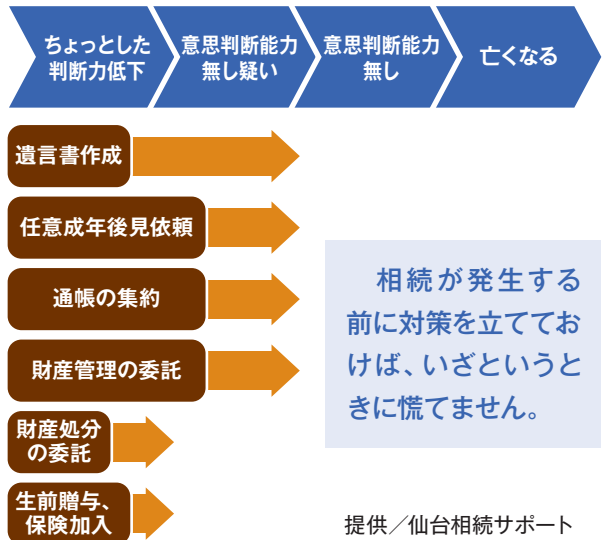 ちょっとした
判断力低下
意思判断能力
無し疑い
意思判断能力
無し
亡くなる
遺言書作成
任意成年後見依頼
通帳の集約
財産管理の委託
財産処分
の委託
生前贈与、
保険加入
相続が発生する
前に対策を立ててお
けば、いざというと
きに慌てません。
提供／仙台相続サポート